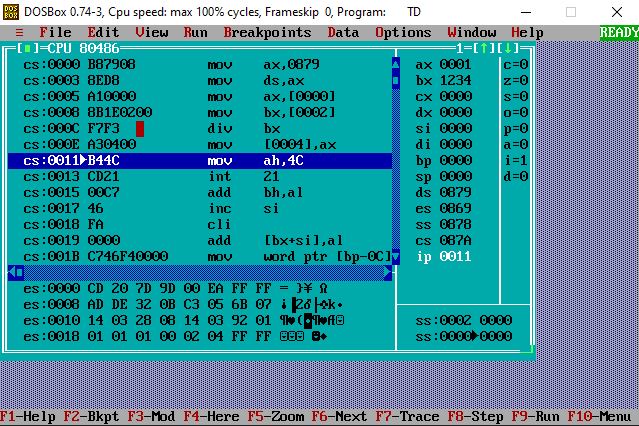 DOSBox 0.74-3, Cpu speed: max 100% cycles, Frameskip 0, Program: TD
≡ File Edit View Run Breakpoints Data Options Window Help READY
[■]=CPU 80486 1=[↑][↓]
cs:0000 B87908 mov ax,0879 ax 0001 c=0
cs:0003 8ED8 mov ds,ax bx 1234 z=0
cs:0005 A10000 mov ax,[0000] cx 0000 s=0
cs:0008 8B1E0200 mov bx,[0002] dx 0000 o=0
cs:000C F7F3 div bx si 0000 p=0
cs:000E A30400 mov [0004],ax di 0000 a=0
cs:0011▶B44C mov ah,4C bp 0000 i=1
cs:0013 CD21 int 21 sp 0000 d=0
cs:0015 00C7 add bh,al ds 0879
cs:0017 46 inc si es 0869
cs:0018 FA cli ss 0878
cs:0019 0000 add [bx+si],al cs 087A
cs:001B C746F40000 mov word ptr [bp-0C] ip 0011
es:0000 CD 20 7D 9D 00 EA FF FF = }¥ Ω
es:0008 AD DE 32 0B C3 05 6B 07
es:0010 14 03 28 08 14 03 92 01 ss:0002 0000
es:0018 01 01 01 00 02 04 FF FF ss:0000▶0000
F1-Help F2-Bkpt F3-Mod F4-Here F5-Zoom F6-Next F7-Trace F8-Step F9-Run F10-Menu